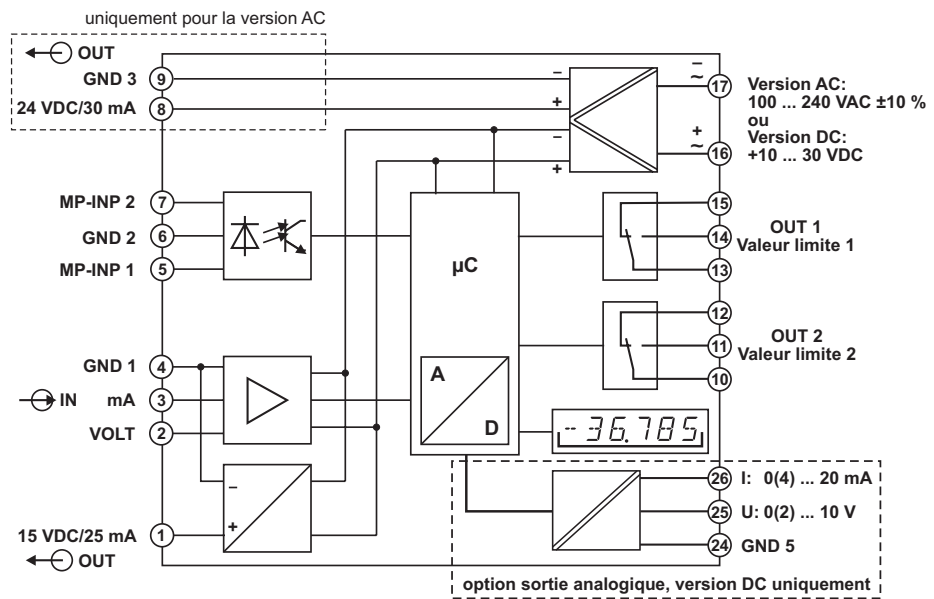 uniquement pour la version AC
OUT
GND 3
9
24 VDC/30 mA
8
−
+
−
+
−
~
17
+
~
16
Version AC:
100 ... 240 VAC ±10 %
ou
Version DC:
+10 ... 30 VDC
MP-INP 2
7
GND 2
6
MP-INP 1
5
µC
15
14
13
OUT 1
Valeur limite 1
12
11
10
OUT 2
Valeur limite 2
GND 1
4
IN
mA
3
VOLT
2
A
D
-36.785
−
+
15 VDC/25 mA
1
OUT
26
I: 0(4) ... 20 mA
25
U: 0(2) ... 10 V
24
GND 5
option sortie analogique, version DC uniquement